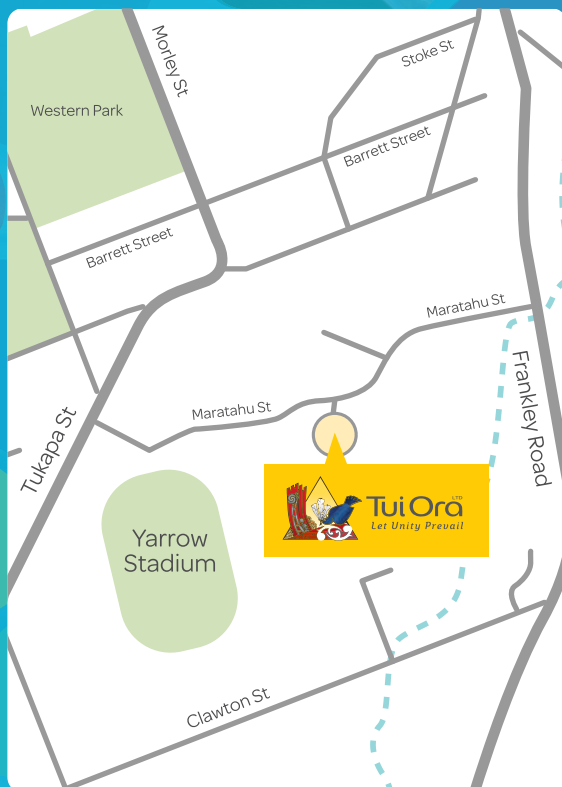 Morley St
Stoke St
Western Park
Barrett Street
Barrett Street
Maratahu St
Frankley Road
Maratahu St
Tukapa St
Tui Ora LTD
Let Unity Prevail
Yarrow
Stadium
Clawton St